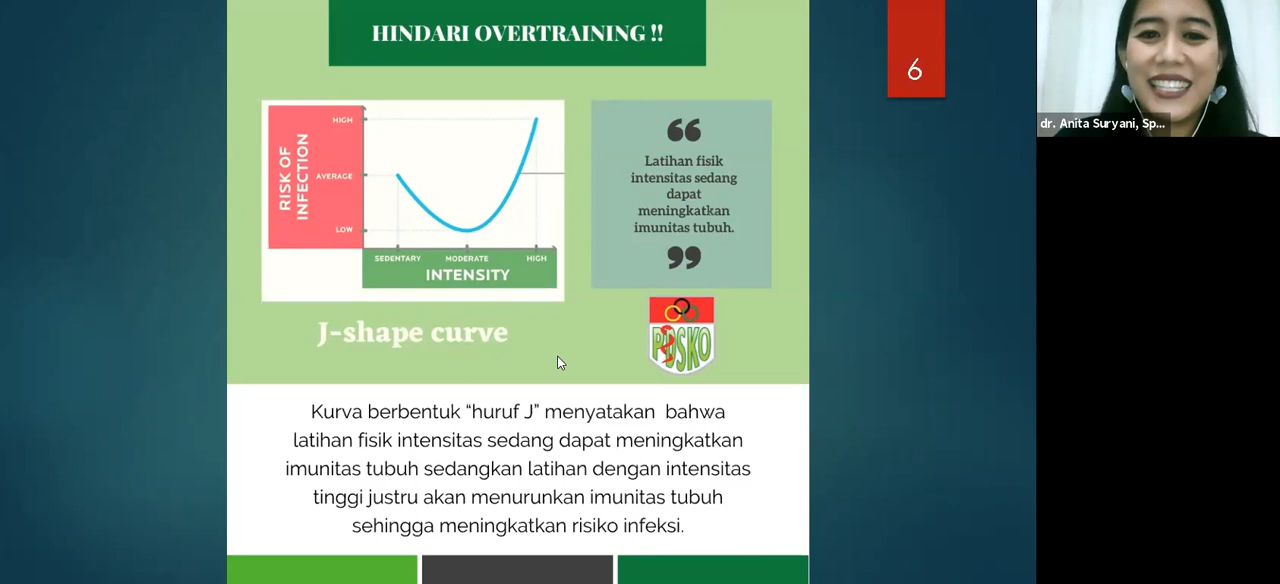 HINDARI OVERTRAINING !!
6
dr. Anita Suryani, Sp...
RISK OF
INFECTION
HIGH
AVERAGE
LOW
SEDENTARY
MODERATE
HIGH
INTENSITY
“
Latihan fisik
intensitas sedang
dapat
meningkatkan
imunitas tubuh.
”
J-shape curve
PDSKO
Kurva berbentuk “huruf J” menyatakan bahwa
latihan fisik intensitas sedang dapat meningkatkan
imunitas tubuh sedangkan latihan dengan intensitas
tinggi justru akan menurunkan imunitas tubuh
sehingga meningkatkan risiko infeksi.